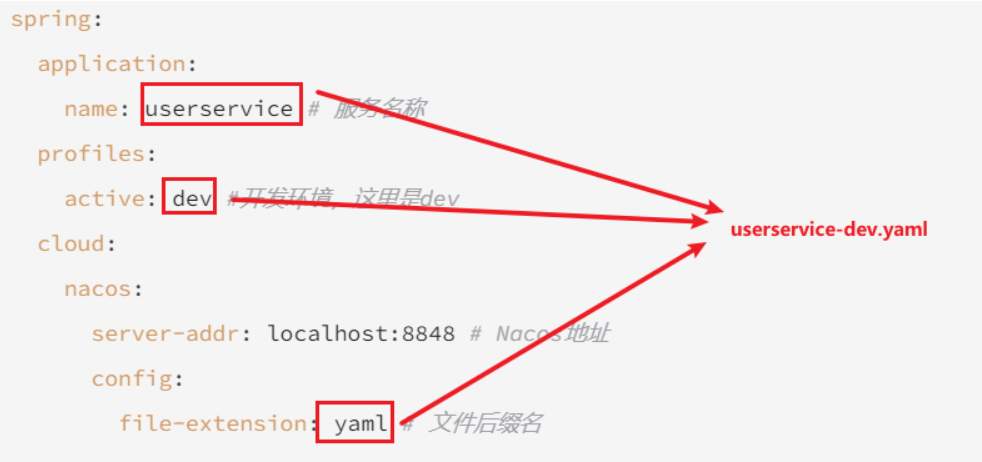 spring:
application:
name: userservice # 服务名称
profiles:
active: dev #开发环境，这里是dev
userservice-dev.yaml
cloud:
nacos:
server-addr: localhost:8848 # Nacos地址
config:
file-extension: yaml # 文件后缀名